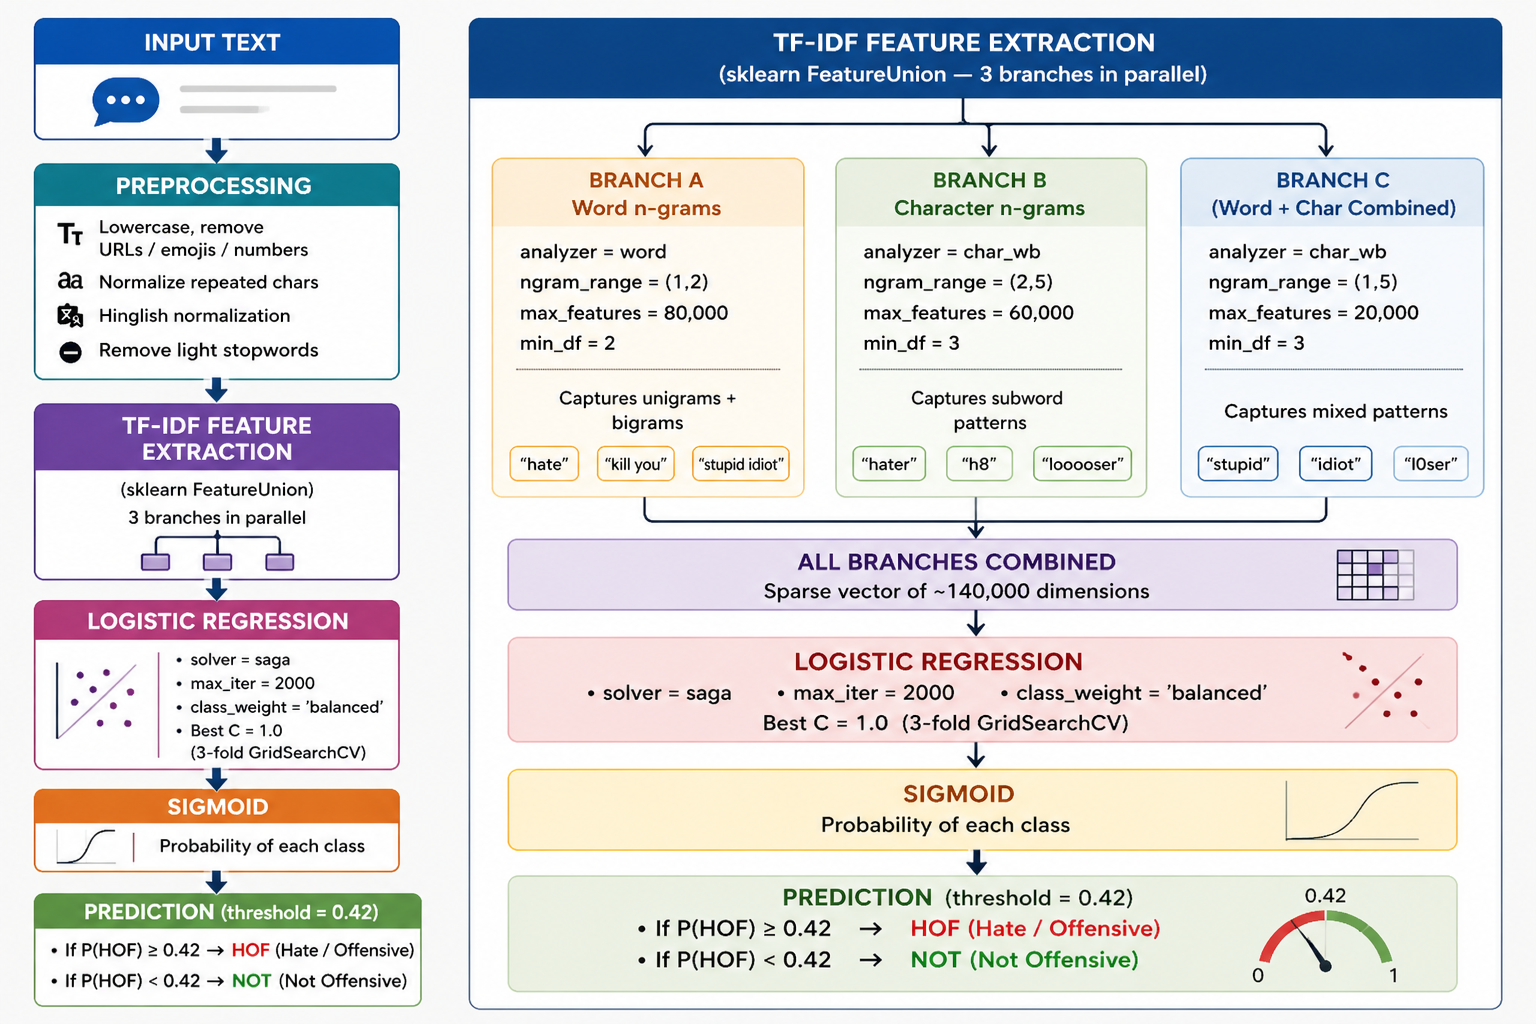 INPUT TEXT
PREPROCESSING
Lowercase, remove
URLs / emojis / numbers
aa Normalize repeated chars
Hinglish normalization
Remove light stopwords
TF-IDF FEATURE
EXTRACTION
(sklearn FeatureUnion)
3 branches in parallel
LOGISTIC REGRESSION
• solver = saga
• max_iter = 2000
• class_weight = 'balanced'
• Best C = 1.0
(3-fold GridSearchCV)
SIGMOID
Probability of each class
PREDICTION (threshold = 0.42)
• If P(HOF) ≥ 0.42 → HOF (Hate / Offensive)
• If P(HOF) < 0.42 → NOT (Not Offensive)
TF-IDF FEATURE EXTRACTION
(sklearn FeatureUnion — 3 branches in parallel)
BRANCH A
Word n-grams
analyzer = word
ngram_range = (1,2)
max_features = 80,000
min_df = 2
Captures unigrams +
bigrams
"hate" "kill you" "stupid idiot"
BRANCH B
Character n-grams
analyzer = char_wb
ngram_range = (2,5)
max_features = 60,000
min_df = 3
Captures subword
patterns
"hater" "h8" "looooser"
BRANCH C
(Word + Char Combined)
analyzer = char_wb
ngram_range = (1,5)
max_features = 20,000
min_df = 3
Captures mixed patterns
"stupid" "idiot" "l0ser"
ALL BRANCHES COMBINED
Sparse vector of ~140,000 dimensions
LOGISTIC REGRESSION
• solver = saga • max_iter = 2000 • class_weight = 'balanced'
Best C = 1.0 (3-fold GridSearchCV)
SIGMOID
Probability of each class
PREDICTION (threshold = 0.42)
• If P(HOF) ≥ 0.42 → HOF (Hate / Offensive)
• If P(HOF) < 0.42 → NOT (Not Offensive)
0.42
0 1